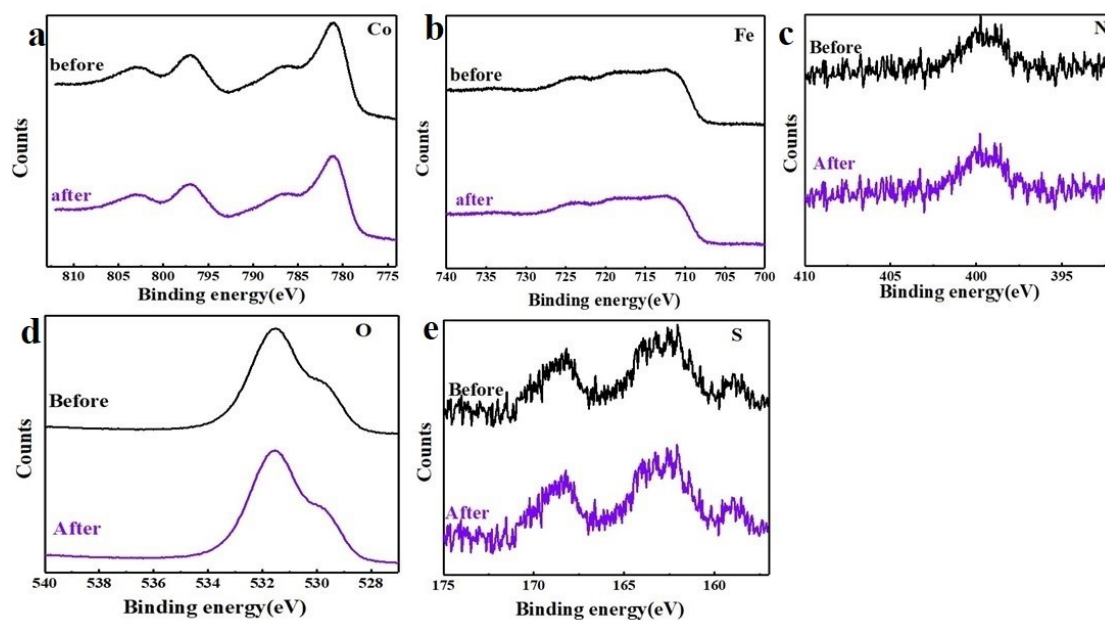 a
Co
before
after
Counts
810 805 800 795 790 785 780 775
Binding energy(eV)
b
Fe
before
after
Counts
740 735 730 725 720 715 710 705 700
Binding energy(eV)
c
N
Before
After
Counts
410 405 400 395
Binding energy(eV)
d
O
Before
After
Counts
540 538 536 534 532 530 528
Binding energy(eV)
e
S
Before
After
Counts
175 170 165 160
Binding energy(eV)